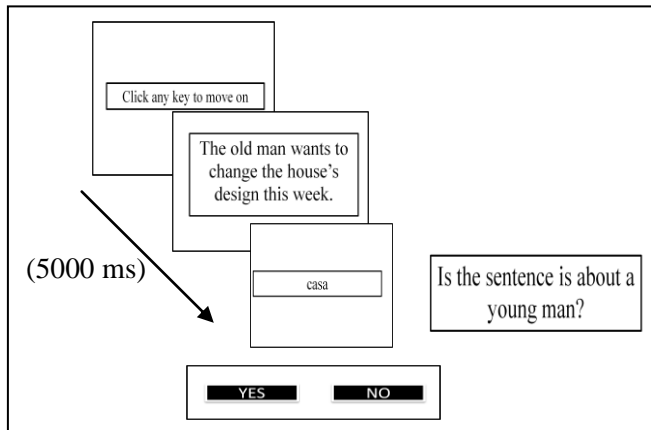 Click any key to move on
The old man wants to
change the house's
design this week.
(5000 ms)
casa
Is the sentence is about a
young man?
YES NO